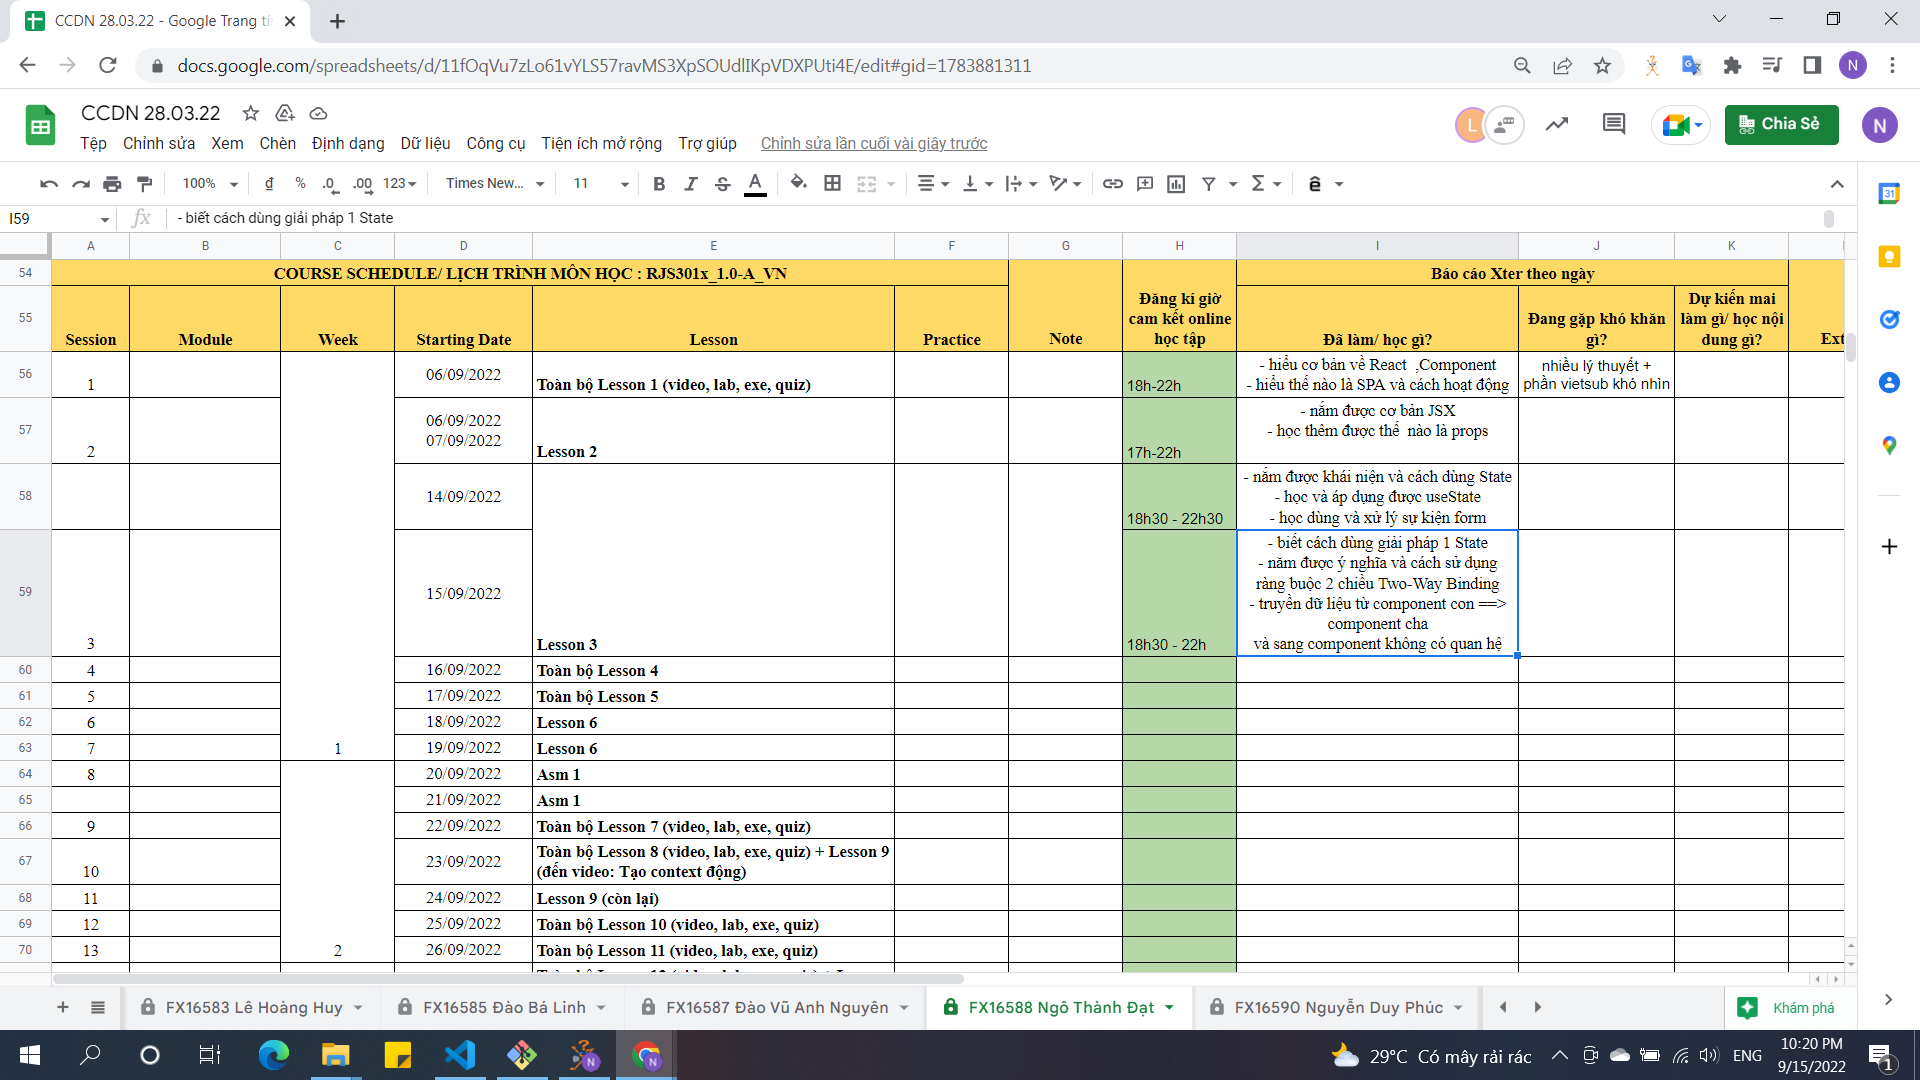 CCDN 28.03.22 - Google Trang tí
docs.google.com/spreadsheets/d/11fOqVu7zLo61vYLS57ravMS3XpSOUdlIKpVDXPUti4E/edit#gid=1783881311
N
CCDN 28.03.22
L
Chia Sẻ
N
Tệp Chỉnh sửa Xem Chèn Định dạng Dữ liệu Công cụ Tiện ích mở rộng Trợ giúp Chỉnh sửa lần cuối vài giây trước
100% đ % .0 .00 123 Times New... 11 B I S A
I59 fx - biết cách dùng giải pháp 1 State
A B C D E F G H I J K
54 COURSE SCHEDULE/ LỊCH TRÌNH MÔN HỌC : RJS301x_1.0-A_VN Báo cáo Xter theo ngày
55 Session Module Week Starting Date Lesson Practice Note
Đăng kí giờ
cam kết online
học tập
Đã làm/ học gì?
Đang gặp khó khăn
gì?
Dự kiến mai
làm gì/ học nội
dung gì?
Ext
56 1 06/09/2022 Toàn bộ Lesson 1 (video, lab, exe, quiz) 18h-22h
- hiểu cơ bản về React ,Component
- hiểu thế nào là SPA và cách hoạt động
nhiều lý thuyết +
phần vietsub khó nhìn
57 2
06/09/2022
07/09/2022
Lesson 2 17h-22h
- nắm được cơ bản JSX
- học thêm được thế nào là props
58 14/09/2022 18h30 - 22h30
- nắm được khái niện và cách dùng State
- học và áp dụng được useState
- học dùng và xử lý sự kiện form
59 3 15/09/2022 Lesson 3 18h30 - 22h
- biết cách dùng giải pháp 1 State
- năm được ý nghĩa và cách sử dụng
ràng buộc 2 chiều Two-Way Binding
- truyền dữ liệu từ component con ==>
component cha
và sang component không có quan hệ
60 4 16/09/2022 Toàn bộ Lesson 4
61 5 17/09/2022 Toàn bộ Lesson 5
62 6 18/09/2022 Lesson 6
63 7 1 19/09/2022 Lesson 6
64 8 20/09/2022 Asm 1
65 21/09/2022 Asm 1
66 9 22/09/2022 Toàn bộ Lesson 7 (video, lab, exe, quiz)
67 10 23/09/2022 Toàn bộ Lesson 8 (video, lab, exe, quiz) + Lesson 9
(đến video: Tạo context động)
68 11 24/09/2022 Lesson 9 (còn lại)
69 12 25/09/2022 Toàn bộ Lesson 10 (video, lab, exe, quiz)
70 13 2 26/09/2022 Toàn bộ Lesson 11 (video, lab, exe, quiz)
FX16583 Lê Hoàng Huy FX16585 Đào Bá Linh FX16587 Đào Vũ Anh Nguyên FX16588 Ngô Thành Đạt FX16590 Nguyễn Duy Phúc Khám phá
29°C Có mây rải rác ENG
10:20 PM
9/15/2022
1
31